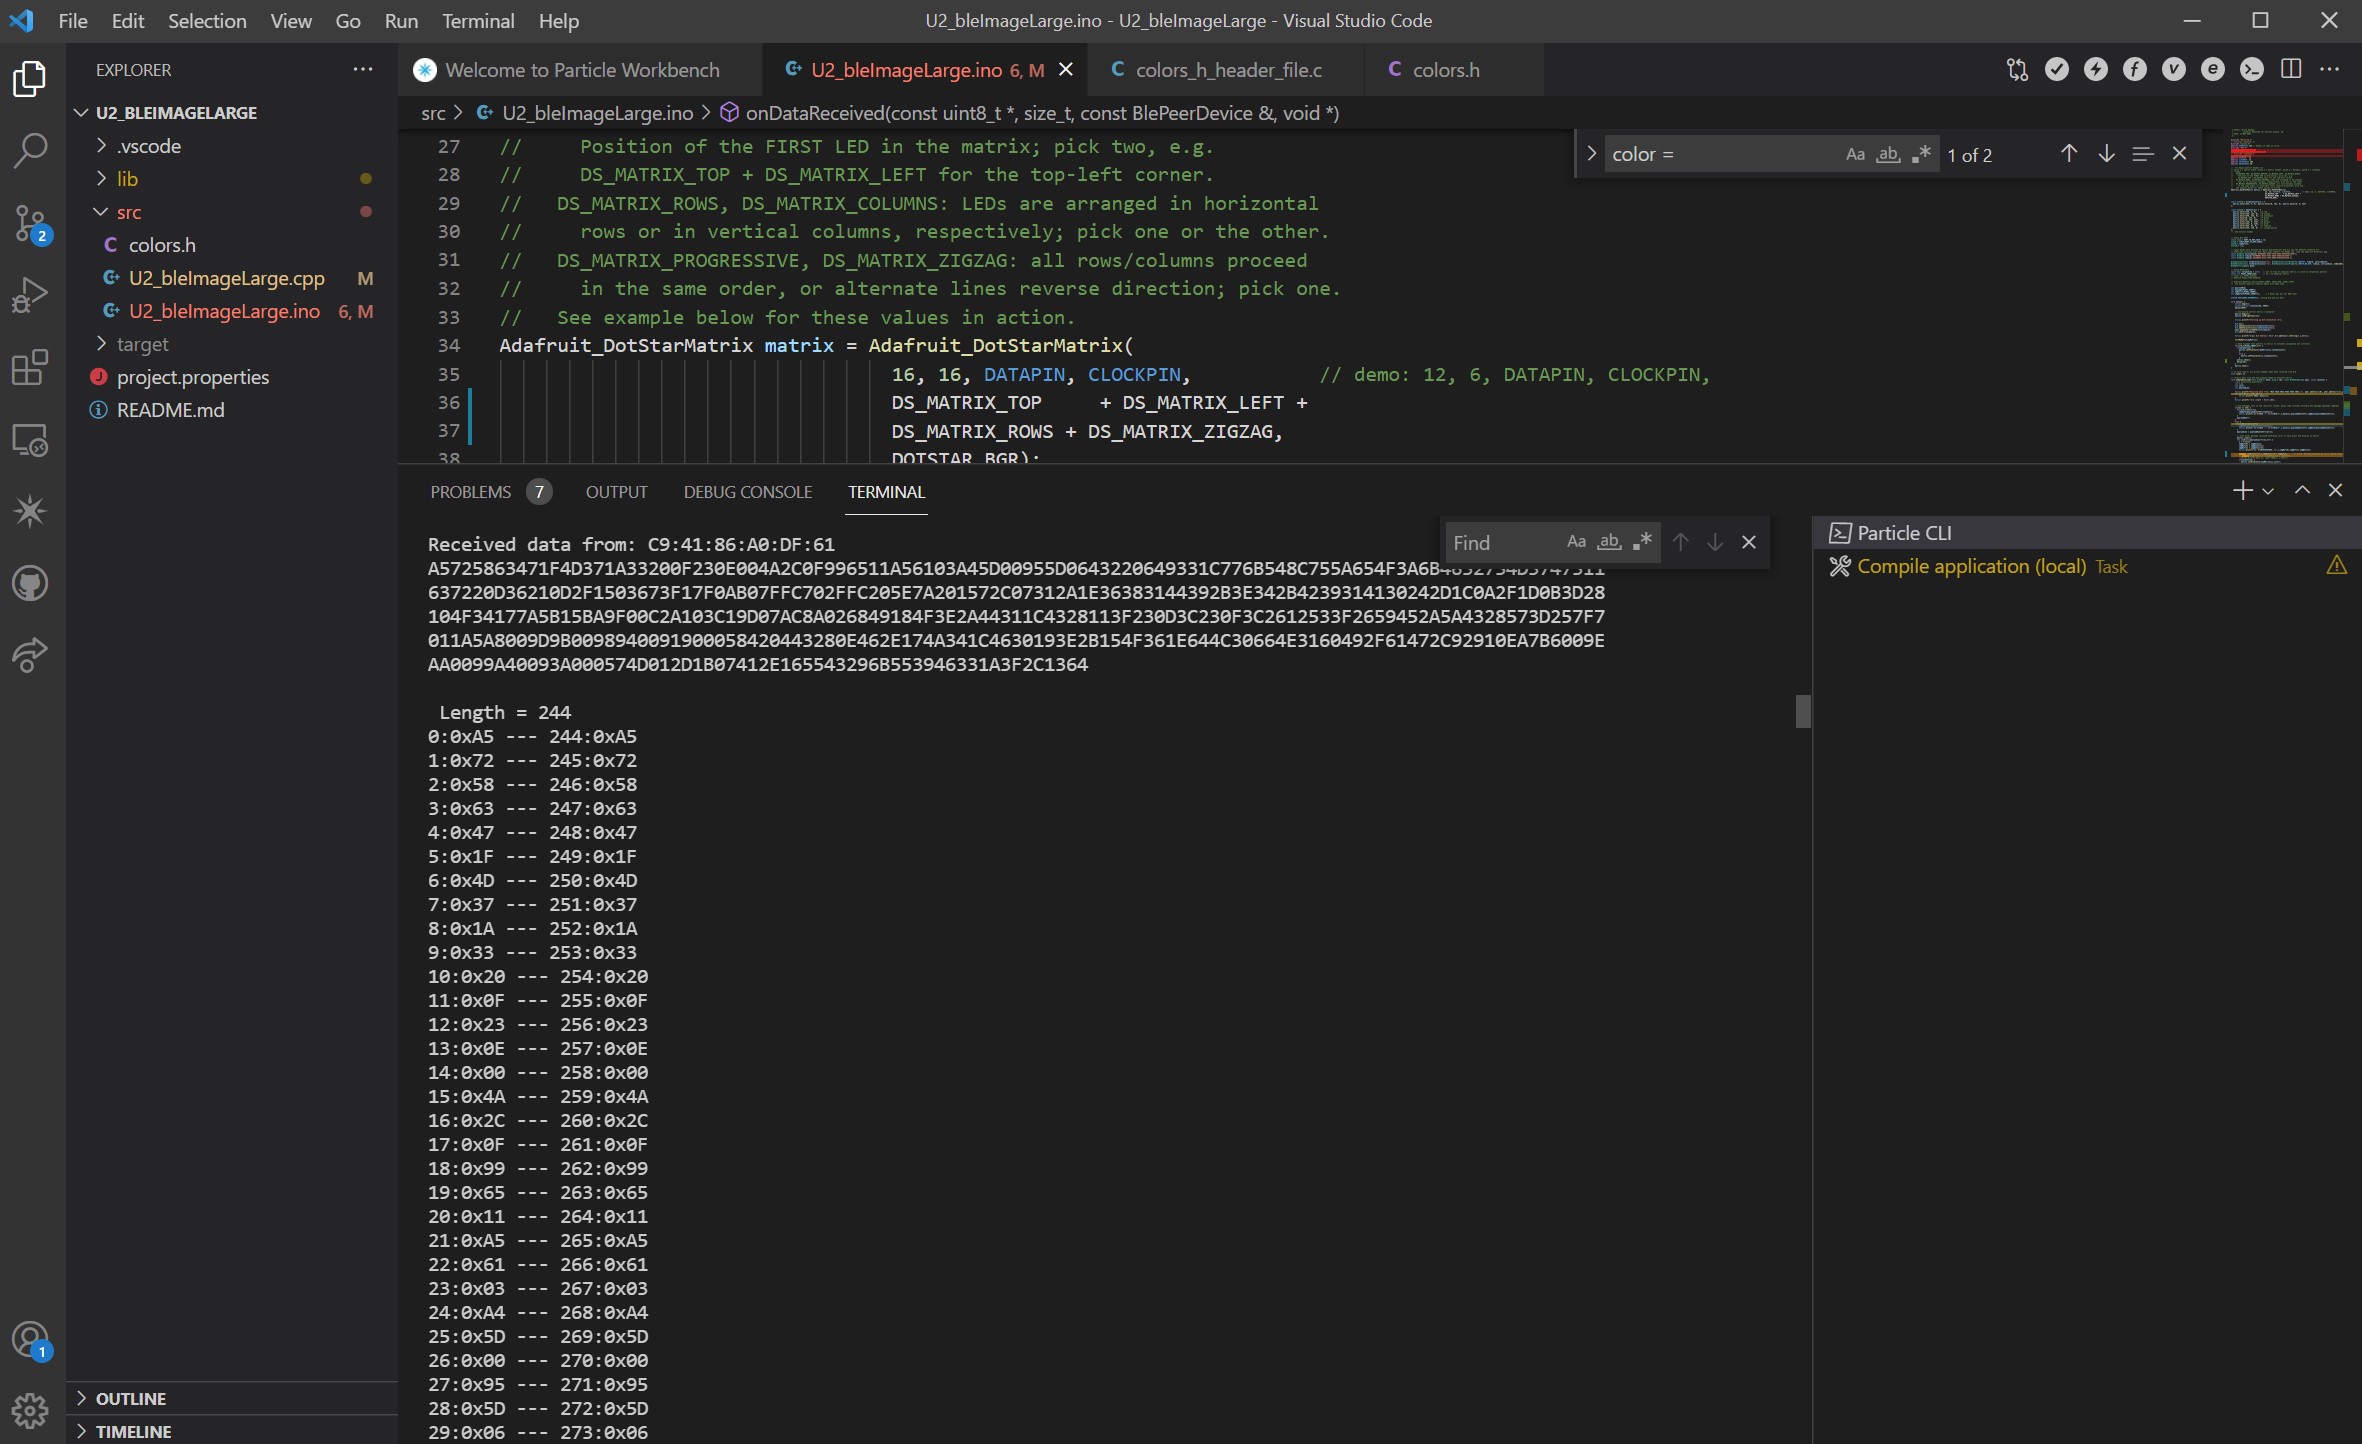 File Edit Selection View Go Run Terminal Help
U2_bleImageLarge.ino - U2_bleImageLarge - Visual Studio Code
EXPLORER
U2_BLEIMAGELARGE
.vscode
lib
src
colors.h
U2_bleImageLarge.cpp M
U2_bleImageLarge.ino 6, M
target
project.properties
README.md
OUTLINE
TIMELINE
2
1
Welcome to Particle Workbench
U2_bleImageLarge.ino 6, M
colors_h_header_file.c
colors.h
src > U2_bleImageLarge.ino > onDataReceived(const uint8_t *, size_t, const BlePeerDevice &, void *)
color = Aa ab 1 of 2
27 // Position of the FIRST LED in the matrix; pick two, e.g.
28 // DS_MATRIX_TOP + DS_MATRIX_LEFT for the top-left corner.
29 // DS_MATRIX_ROWS, DS_MATRIX_COLUMNS: LEDs are arranged in horizontal
30 // rows or in vertical columns, respectively; pick one or the other.
31 // DS_MATRIX_PROGRESSIVE, DS_MATRIX_ZIGZAG: all rows/columns proceed
32 // in the same order, or alternate lines reverse direction; pick one.
33 // See example below for these values in action.
34 Adafruit_DotStarMatrix matrix = Adafruit_DotStarMatrix(
35 16, 16, DATAPIN, CLOCKPIN, // demo: 12, 6, DATAPIN, CLOCKPIN,
36 DS_MATRIX_TOP + DS_MATRIX_LEFT +
37 DS_MATRIX_ROWS + DS_MATRIX_ZIGZAG,
38 DOTSTAR_BGR);
PROBLEMS 7 OUTPUT DEBUG CONSOLE TERMINAL
Find Aa ab
Particle CLI
Compile application (local) Task
Received data from: C9:41:86:A0:DF:61
637220D36210D2F1503673F17F0AB07FFC702FFC205E7A201572C07312A1E36383144392B3E342B4239314130242D1C0A2F1D0B3D28
104F34177A5B15BA9F00C2A103C19D07AC8A026849184F3E2A44311C4328113F230D3C230F3C2612533F2659452A5A4328573D257F7
011A5A8009D9B0098940091900058420443280E462E174A341C4630193E2B154F361E644C30664E3160492F61472C92910EA7B6009E
AA0099A40093A000574D012D1B07412E165543296B553946331A3F2C1364
Length = 244
0:0xA5 --- 244:0xA5
1:0x72 --- 245:0x72
2:0x58 --- 246:0x58
3:0x63 --- 247:0x63
4:0x47 --- 248:0x47
5:0x1F --- 249:0x1F
6:0x4D --- 250:0x4D
7:0x37 --- 251:0x37
8:0x1A --- 252:0x1A
9:0x33 --- 253:0x33
10:0x20 --- 254:0x20
11:0x0F --- 255:0x0F
12:0x23 --- 256:0x23
13:0x0E --- 257:0x0E
14:0x00 --- 258:0x00
15:0x4A --- 259:0x4A
16:0x2C --- 260:0x2C
17:0x0F --- 261:0x0F
18:0x99 --- 262:0x99
19:0x65 --- 263:0x65
20:0x11 --- 264:0x11
21:0xA5 --- 265:0xA5
22:0x61 --- 266:0x61
23:0x03 --- 267:0x03
24:0xA4 --- 268:0xA4
25:0x5D --- 269:0x5D
26:0x00 --- 270:0x00
27:0x95 --- 271:0x95
28:0x5D --- 272:0x5D
29:0x06 --- 273:0x06